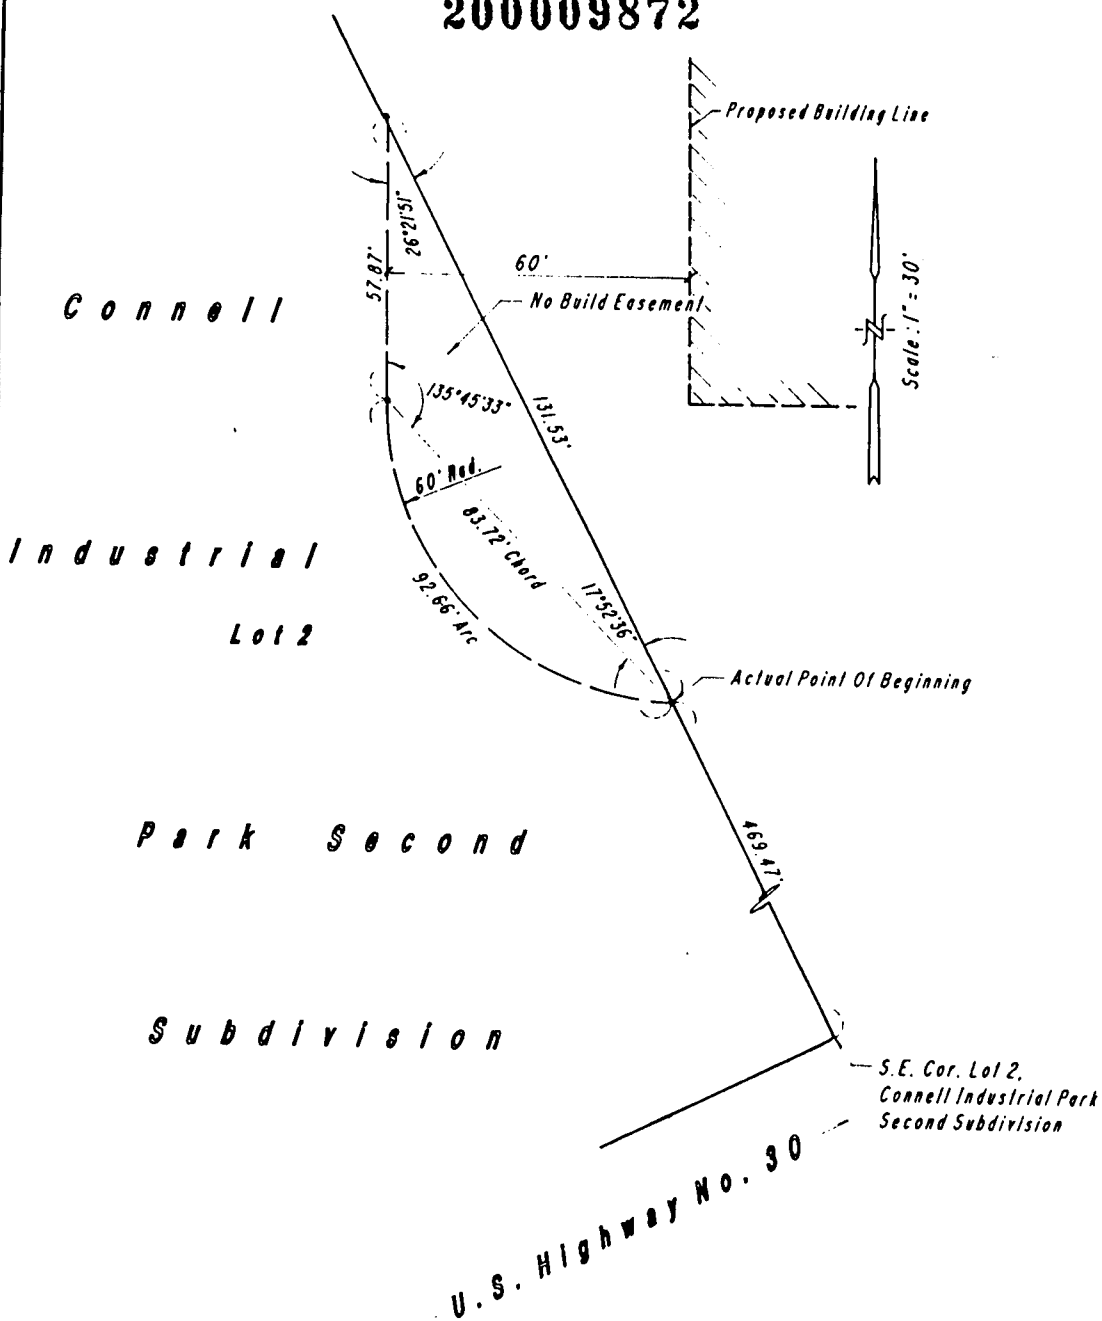 200009872
Proposed Building Line
26°21'51"
57.87'
60'
No Build Easement
Scale: 1" = 30'
Connell
135°45'33"
131.53'
60' Rad.
83.72' Chord
Industrial
92.66' Arc
17°52'36"
Lot 2
Actual Point Of Beginning
Park Second
469.47'
Subdivision
S.E. Cor. Lot 2,
Connell Industrial Park
Second Subdivision
U.S. Highway No. 30